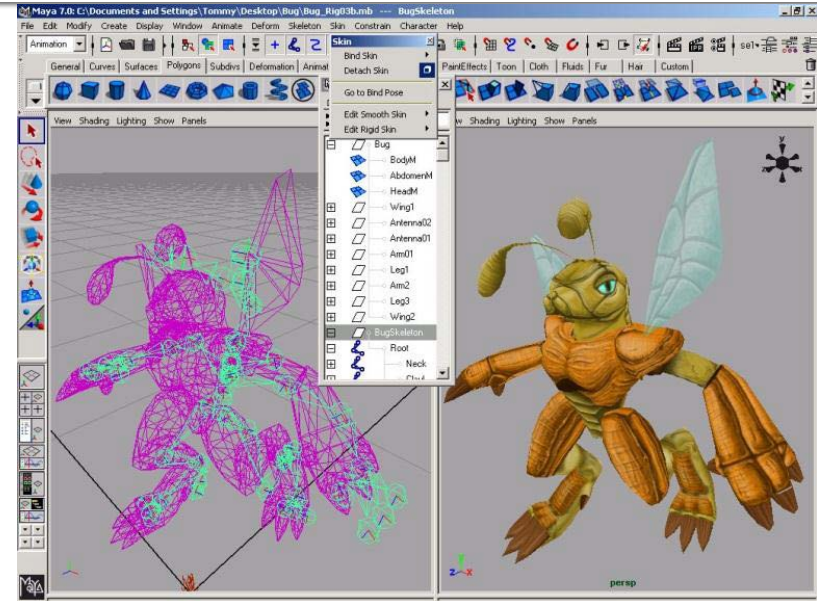 Maya 7.0: C:\Documents and Settings\Tommy\Desktop\Bug\Bug_Rig03b.mb --- BugSkeleton
File Edit Modify Create Display Window Animate Deform Skeleton Skin Constrain Character Help
Animation
sel
General Curves Surfaces Polygons Subdivs Deformation Animat
PaintEffects Toon Cloth Fluids Fur Hair Custom
Skin
Bind Skin
Detach Skin
Go to Bind Pose
Edit Smooth Skin
Edit Rigid Skin
View Shading Lighting Show Panels
Shading Lighting Show Panels
Bug
BodyM
AbdomenM
HeadM
Wing1
Antenna02
Antenna01
Arm01
Leg1
Arm2
Leg3
Wing2
BugSkeleton
Root
Neck
y
y
z x
persp
MAYA